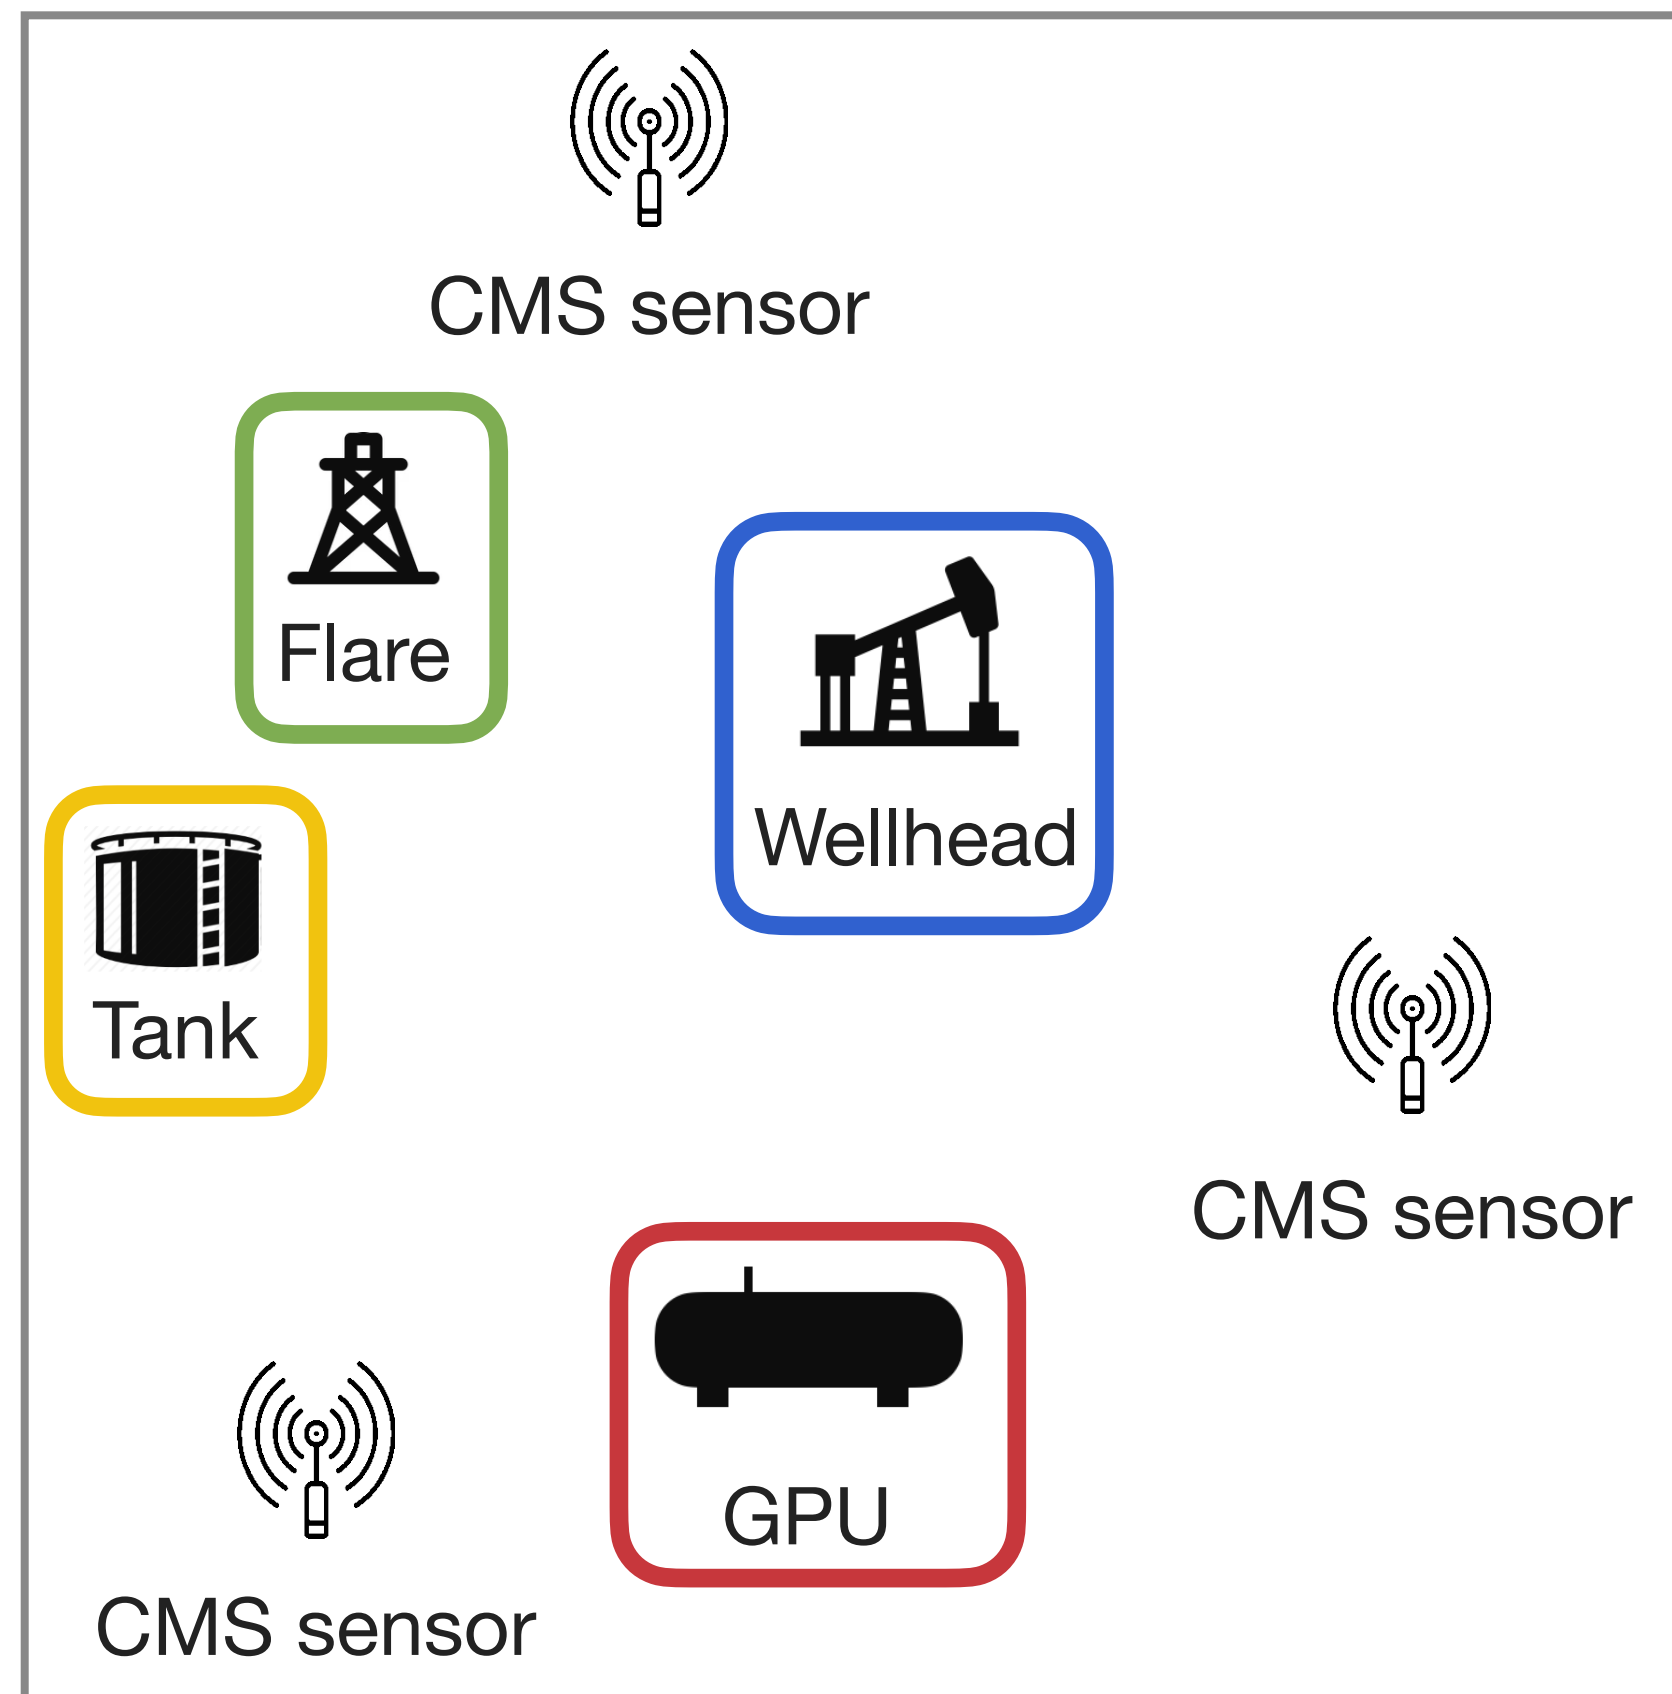 CMS sensor
Flare
Wellhead
Tank
CMS sensor
GPU
CMS sensor